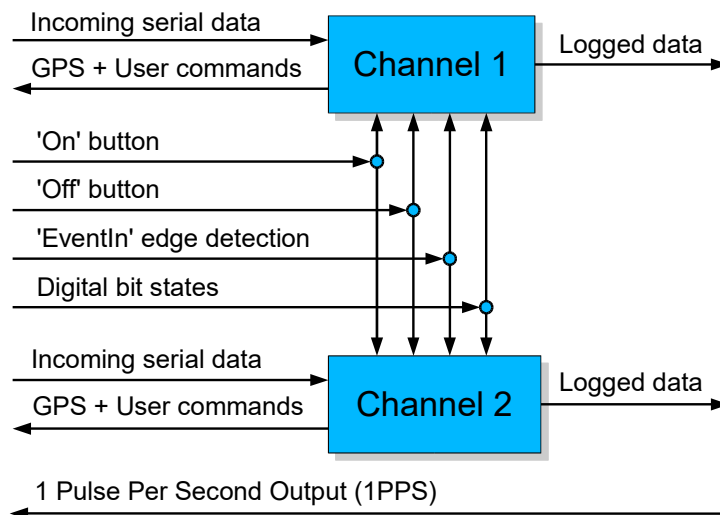 Incoming serial data
Channel 1
Logged data
GPS + User commands
'On' button
'Off' button
'EventIn' edge detection
Digital bit states
Incoming serial data
Channel 2
Logged data
GPS + User commands
1 Pulse Per Second Output (1PPS)